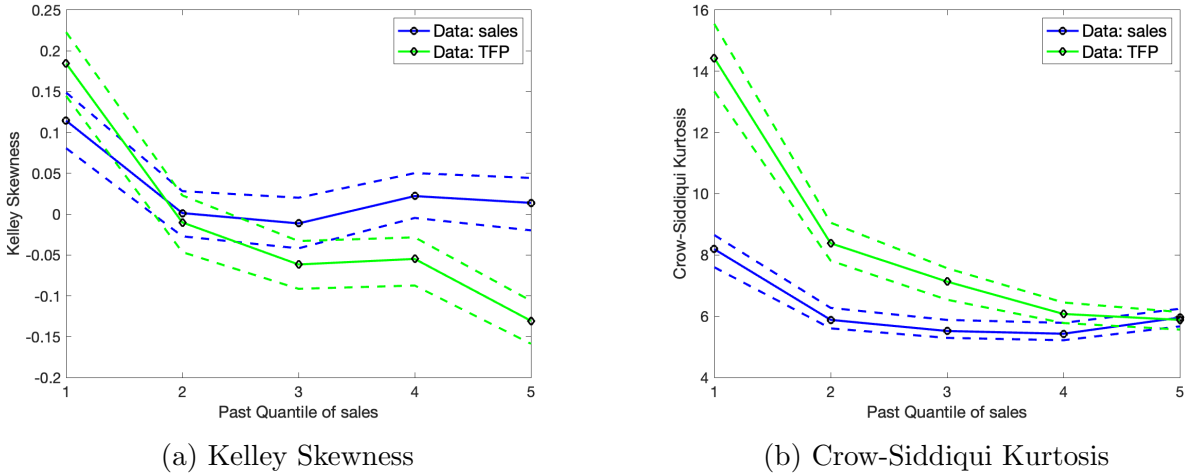 0.25
0.2
0.15
0.1
0.05
0
-0.05
-0.1
-0.15
-0.2
Kelley Skewness
Data: sales
Data: TFP
1 2 3 4 5
Past Quantile of sales
(a) Kelley Skewness
16
14
12
10
8
6
4
Crow-Siddiqui Kurtosis
Data: sales
Data: TFP
1 2 3 4 5
Past Quantile of sales
(b) Crow-Siddiqui Kurtosis